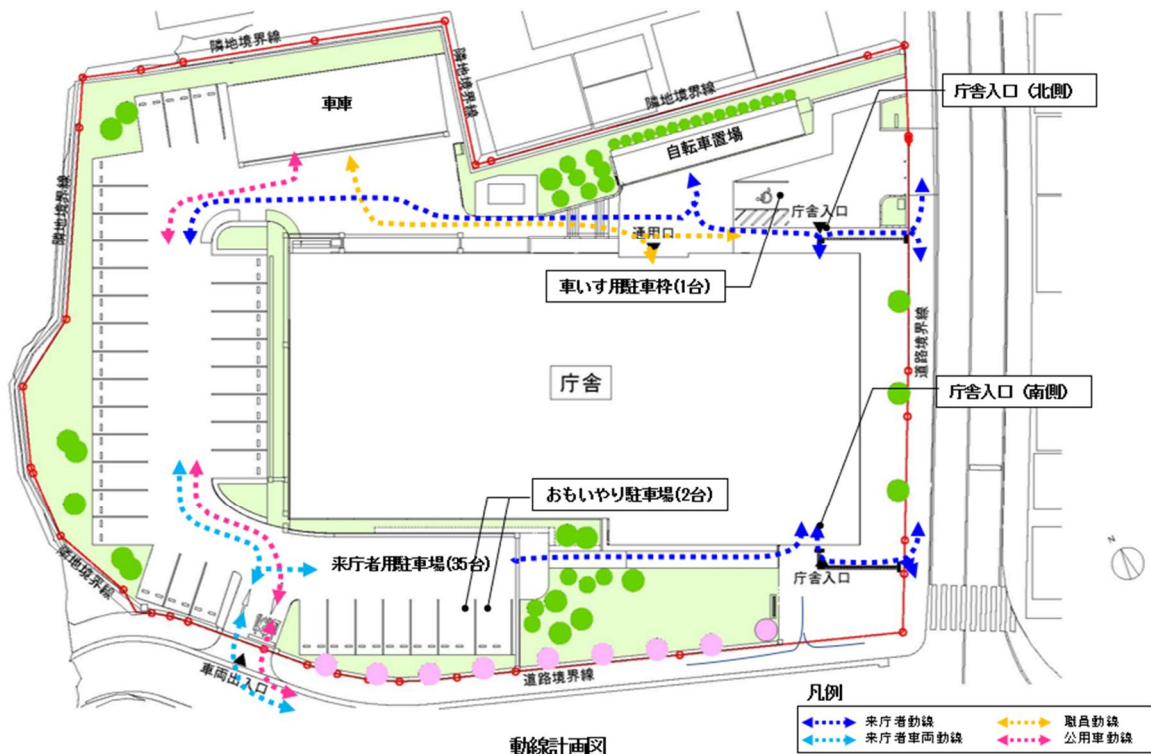 隣地境界線
隣地境界線
隣地境界線
車庫
隣地境界線
自転車置場
庁舎入口 (北側)
庁舎入口
通用口
車いす用駐車枠(1台)
隣地境界線
道路境界線
庁舎
庁舎入口 (南側)
おもいやり駐車場(2台)
来庁者用駐車場(35台)
庁舎入口
隣地境界線
車両出入口
道路境界線
N
凡例
来庁者動線
職員動線
来庁者車両動線
公用車動線
動線計画図